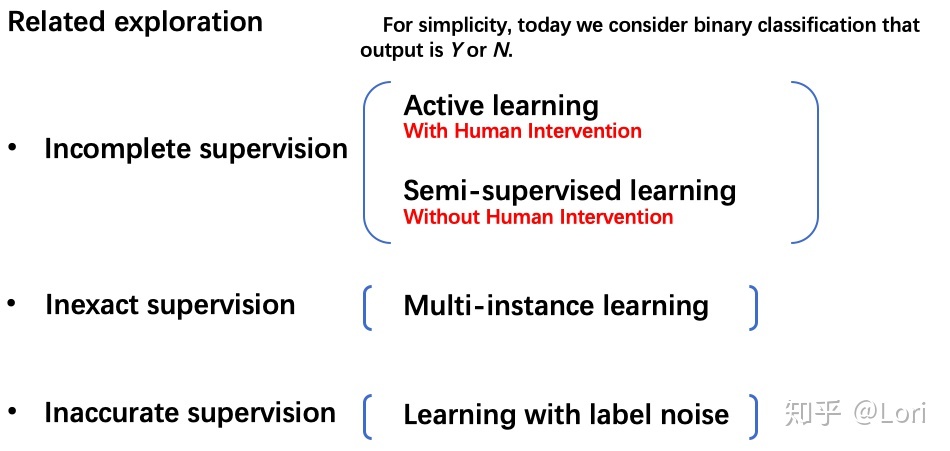 Related exploration
For simplicity, today we consider binary classification that
output is Y or N.
• Incomplete supervision
Active learning
With Human Intervention
Semi-supervised learning
Without Human Intervention
• Inexact supervision
Multi-instance learning
• Inaccurate supervision
Learning with label noise
知乎 @Lori